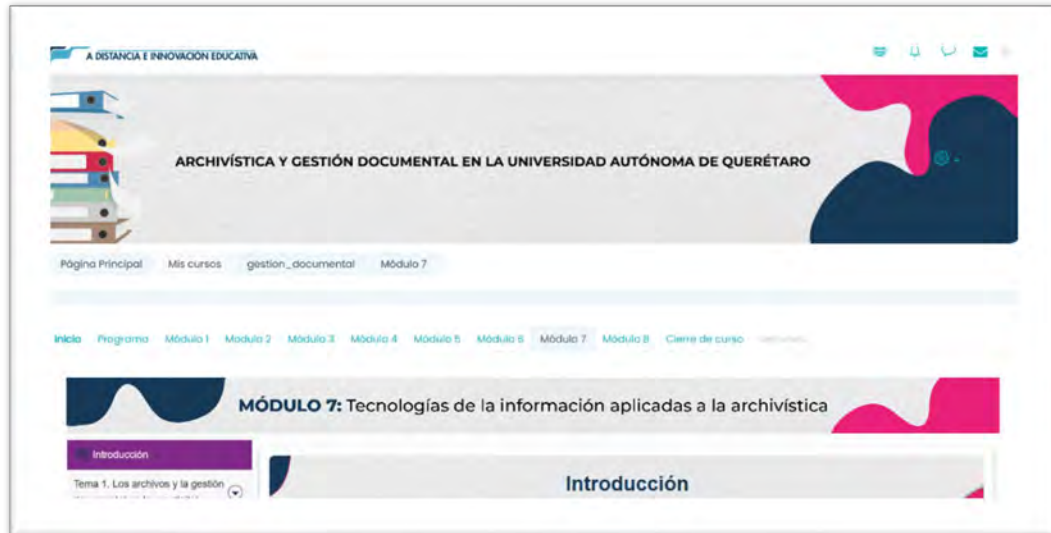 A DISTANCIA E INNOVACIÓN EDUCATIVA
ARCHIVÍSTICA Y GESTIÓN DOCUMENTAL EN LA UNIVERSIDAD AUTÓNOMA DE QUERÉTARO
Página Principal Mis cursos gestion_documental Módulo 7
Inicio Programa Módulo 1 Modulo 2 Módulo 3 Módulo 4 Módulo 5 Módulo 6 Módulo 7 Módulo 8 Cierre de curso
MÓDULO 7: Tecnologías de la información aplicadas a la archivística
Introducción
Introducción
Tema 1. Los archivos y la gestión